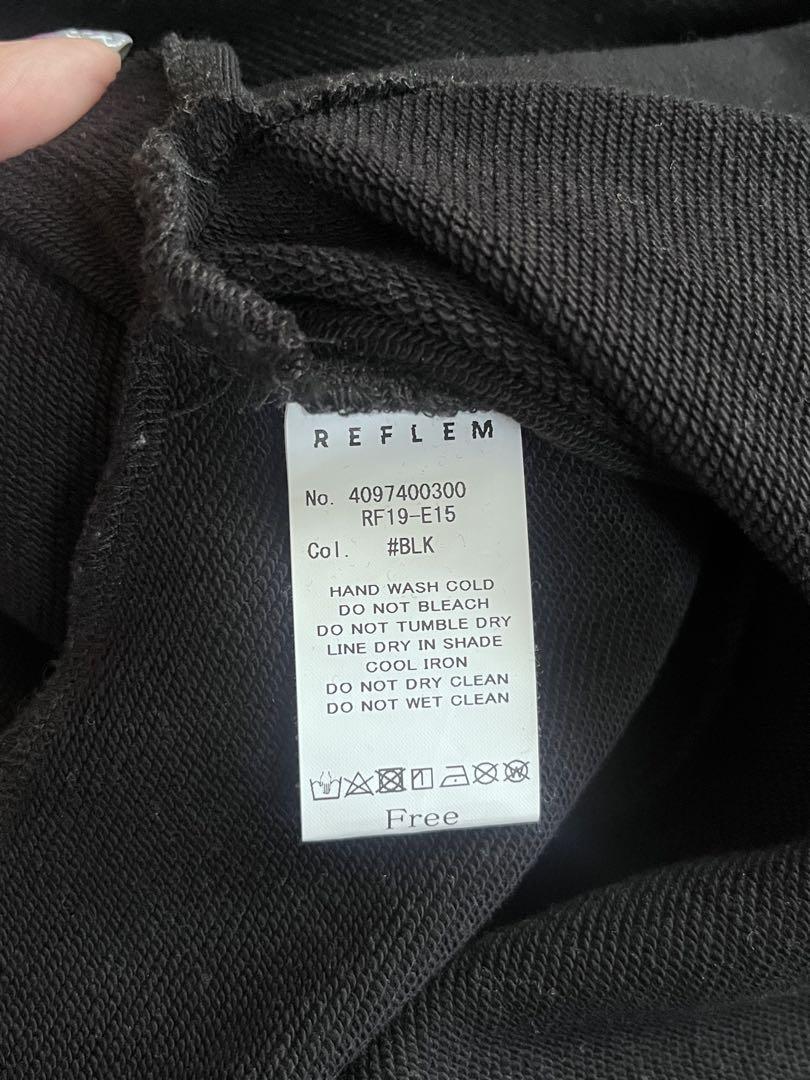 REFLEM
No. 4097400300
RF19-E15
Col. #BLK
HAND WASH COLD
DO NOT BLEACH
DO NOT TUMBLE DRY
LINE DRY IN SHADE
COOL IRON
DO NOT DRY CLEAN
DO NOT WET CLEAN
W
Free